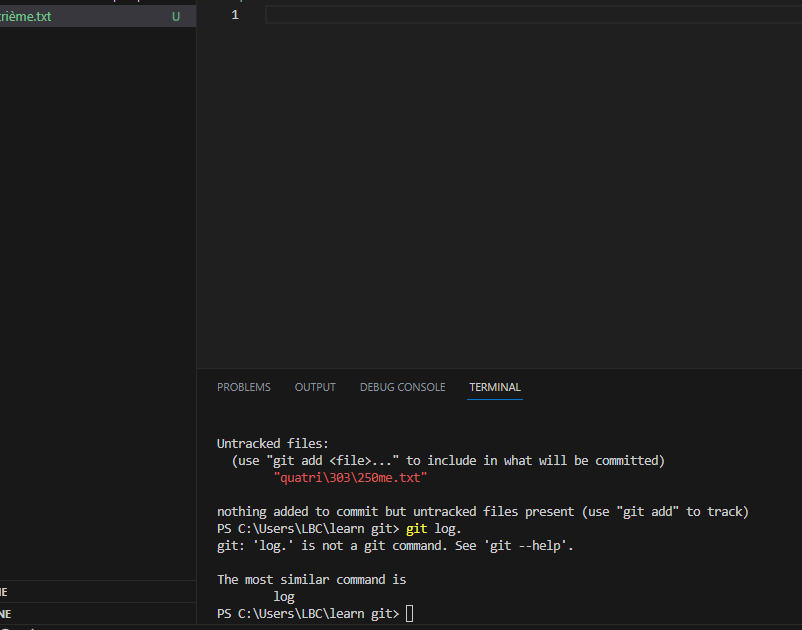 rième.txt U
1
PROBLEMS OUTPUT DEBUG CONSOLE TERMINAL
Untracked files:
(use "git add <file>..." to include in what will be committed)
"quatri\303\250me.txt"
nothing added to commit but untracked files present (use "git add" to track)
PS C:\Users\LBC\learn git> git log.
git: 'log.' is not a git command. See 'git --help'.
The most similar command is
log
PS C:\Users\LBC\learn git>
NE